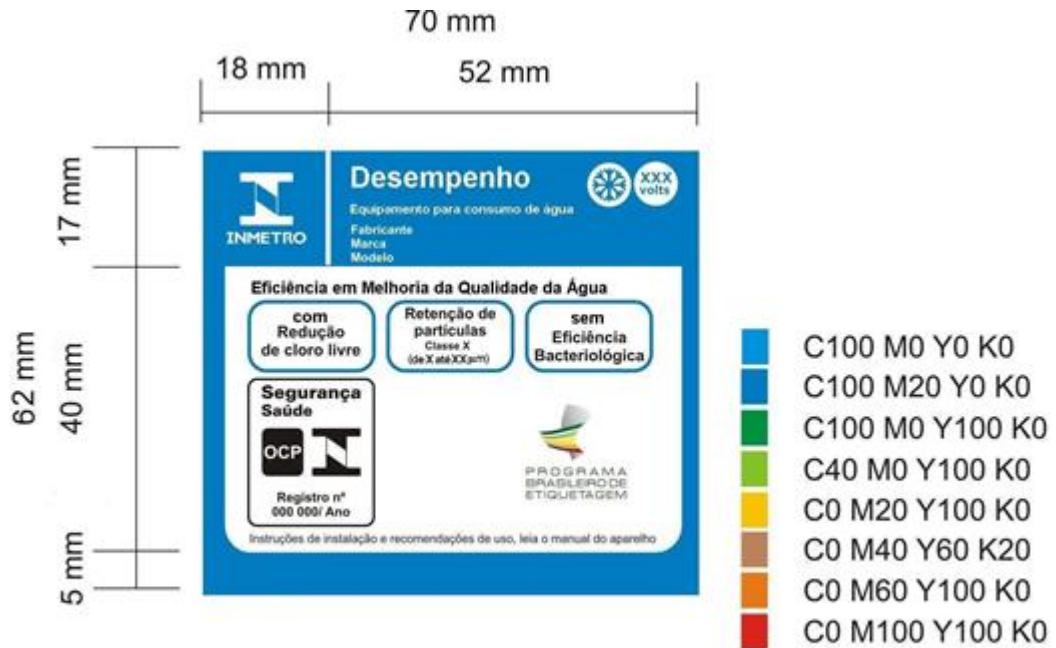 70 mm
18 mm
52 mm
17 mm
62 mm
40 mm
5 mm
INMETRO
Desempenho
XXX
volts
Equipamento para consumo de água
Fabricante
Marca
Modelo
Eficiência em Melhoria da Qualidade da Água
com
Redução
de cloro livre
Retenção de
partículas
Classe X
(de X até XX µm)
sem
Eficiência
Bacteriológica
Segurança
Saúde
OCP
Registro nº
000 000/ Ano
PROGRAMA
BRASILEIRO DE
ETIQUETAGEM
Instruções de instalação e recomendações de uso, leia o manual do aparelho
C100 M0 Y0 K0
C100 M20 Y0 K0
C100 M0 Y100 K0
C40 M0 Y100 K0
C0 M20 Y100 K0
C0 M40 Y60 K20
C0 M60 Y100 K0
C0 M100 Y100 K0